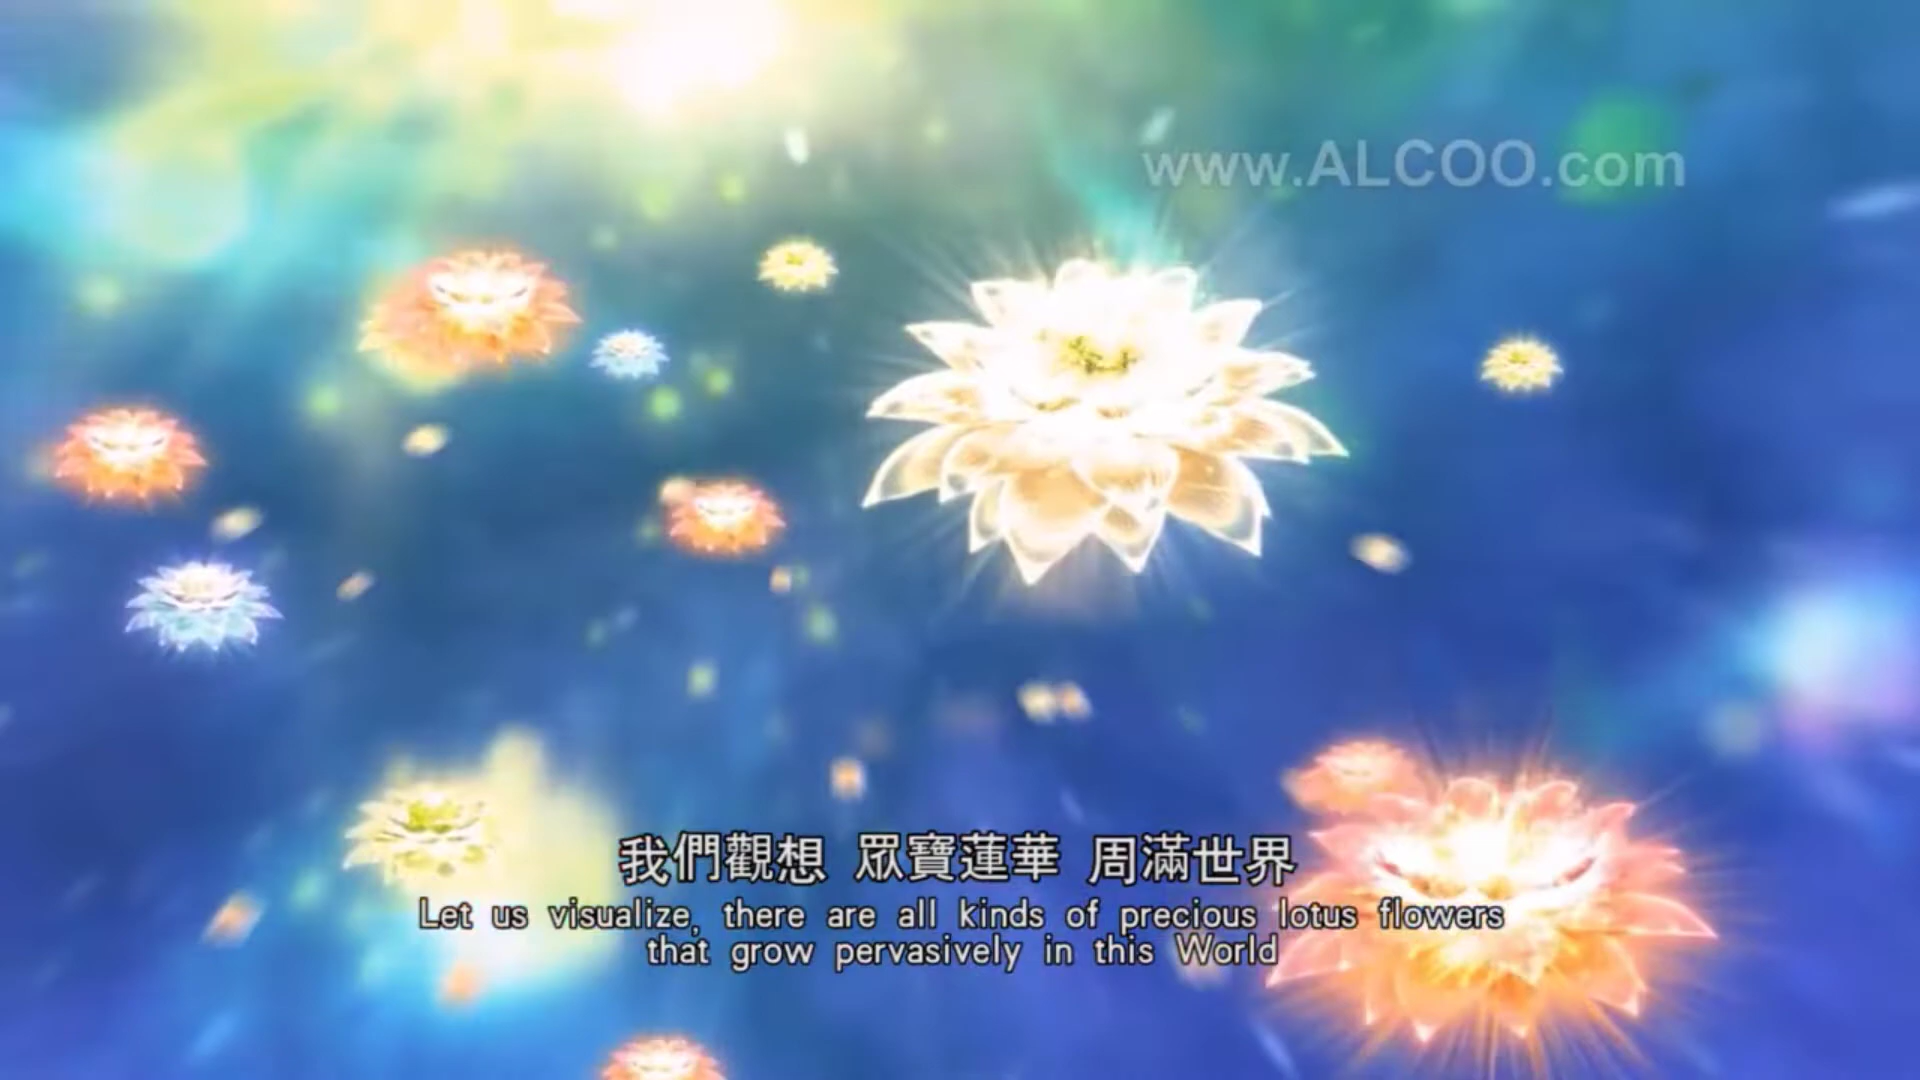 www.ALCOO.com
我們觀想 眾寶蓮華 周滿世界
Let us visualize, there are all kinds of precious lotus flowers
that grow pervasively in this World